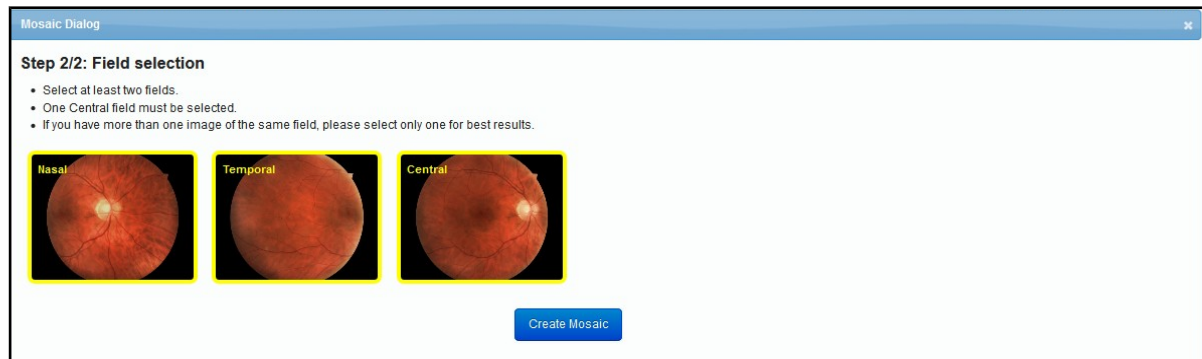 Mosaic Dialog
Step 2/2: Field selection
• Select at least two fields.
• One Central field must be selected.
• If you have more than one image of the same field, please select only one for best results.
Nasal
Temporal
Central
Create Mosaic